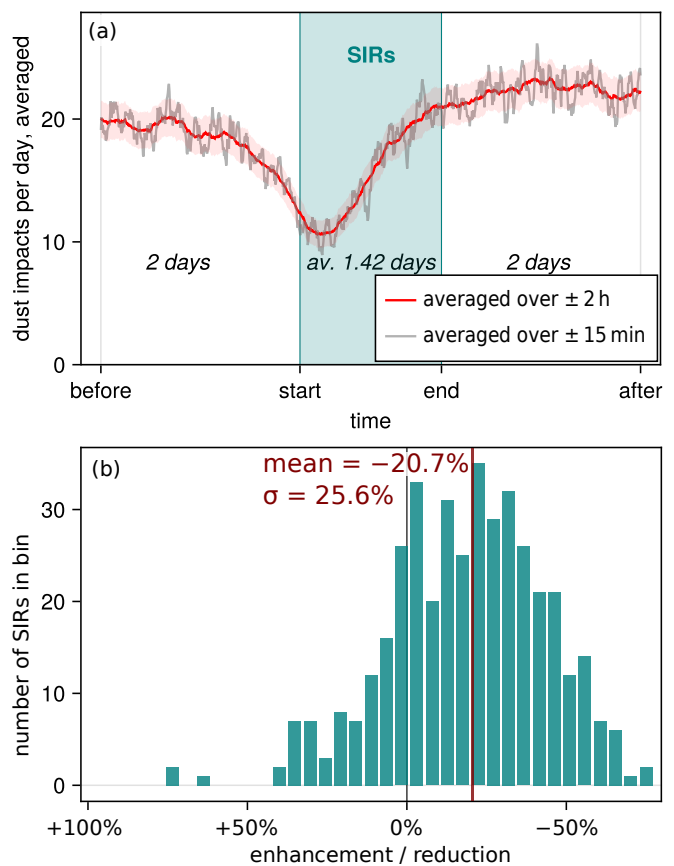 (a)
SIRs
dust impacts per day, averaged
20
10
0
2 days
av. 1.42 days
2 days
averaged over ± 2 h
averaged over ± 15 min
before
start
end
after
time
(b)
mean = −20.7%
σ = 25.6%
number of SIRs in bin
30
20
10
0
+100%
+50%
0%
−50%
enhancement / reduction